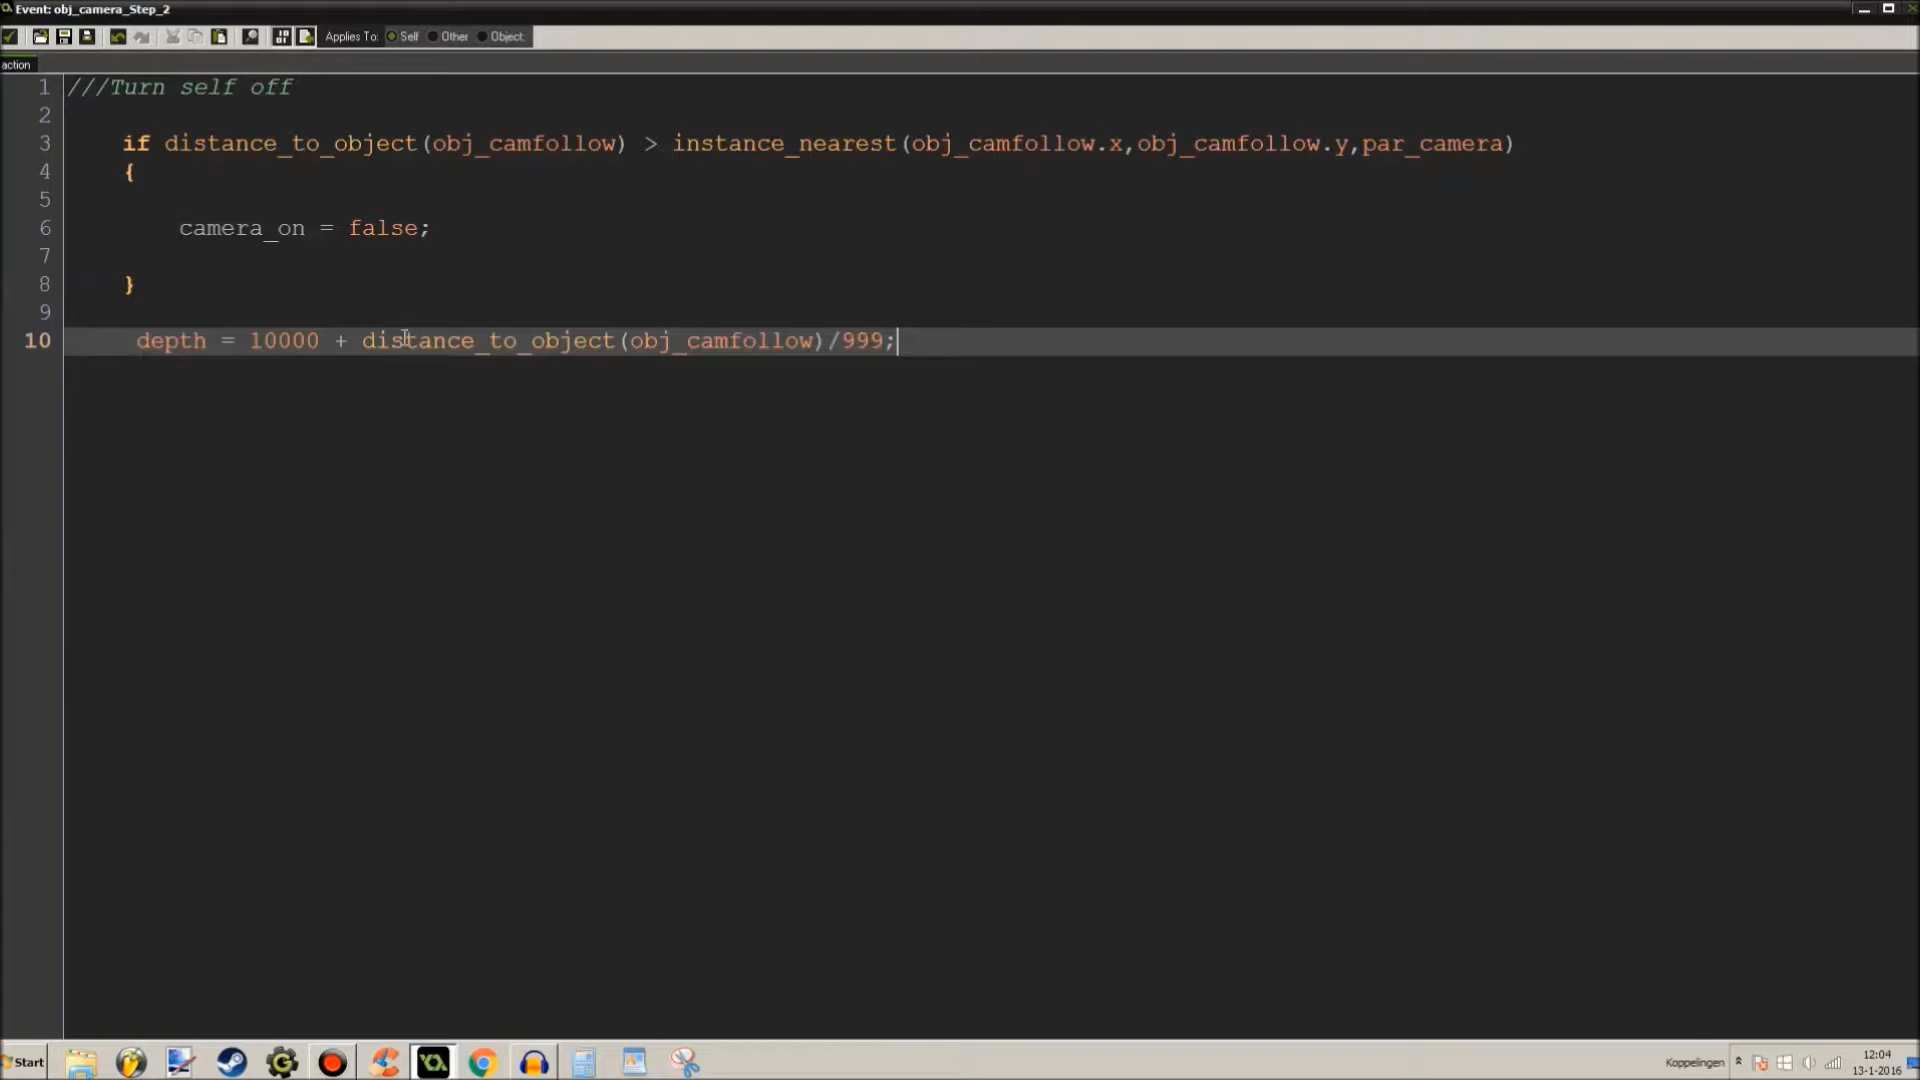 Event: obj_camera_Step_2
Applies To: Self Other Object
action
1 ///Turn self off
2
3 if distance_to_object(obj_camfollow) > instance_nearest(obj_camfollow.x,obj_camfollow.y,par_camera)
4 {
5
6 camera_on = false;
7
8 }
9
10 depth = 10000 + distance_to_object(obj_camfollow)/999;
Start
Koppelingen
12:04
13-1-2016